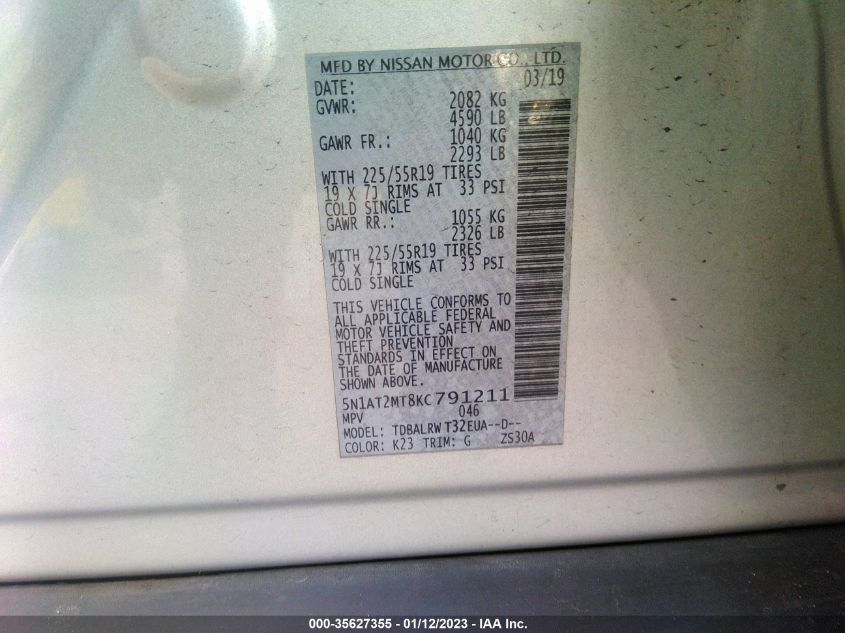 MFD BY NISSAN MOTOR CO., LTD.
DATE: 03/19
GVWR: 2082 KG
4590 LB
GAWR FR.: 1040 KG
2293 LB
WITH 225/55R19 TIRES
19 X 7J RIMS AT 33 PSI
COLD SINGLE
GAWR RR.: 1055 KG
2326 LB
WITH 225/55R19 TIRES
19 X 7J RIMS AT 33 PSI
COLD SINGLE
THIS VEHICLE CONFORMS TO
ALL APPLICABLE FEDERAL
MOTOR VEHICLE SAFETY AND
THEFT PREVENTION
STANDARDS IN EFFECT ON
THE DATE OF MANUFACTURE
SHOWN ABOVE.
5N1AT2MT8KC791211
MPV 046
MODEL: TDBALRW T32EUA--D--
COLOR: K23 TRIM: G ZS30A
000-35627355 - 01/12/2023 - IAA Inc.